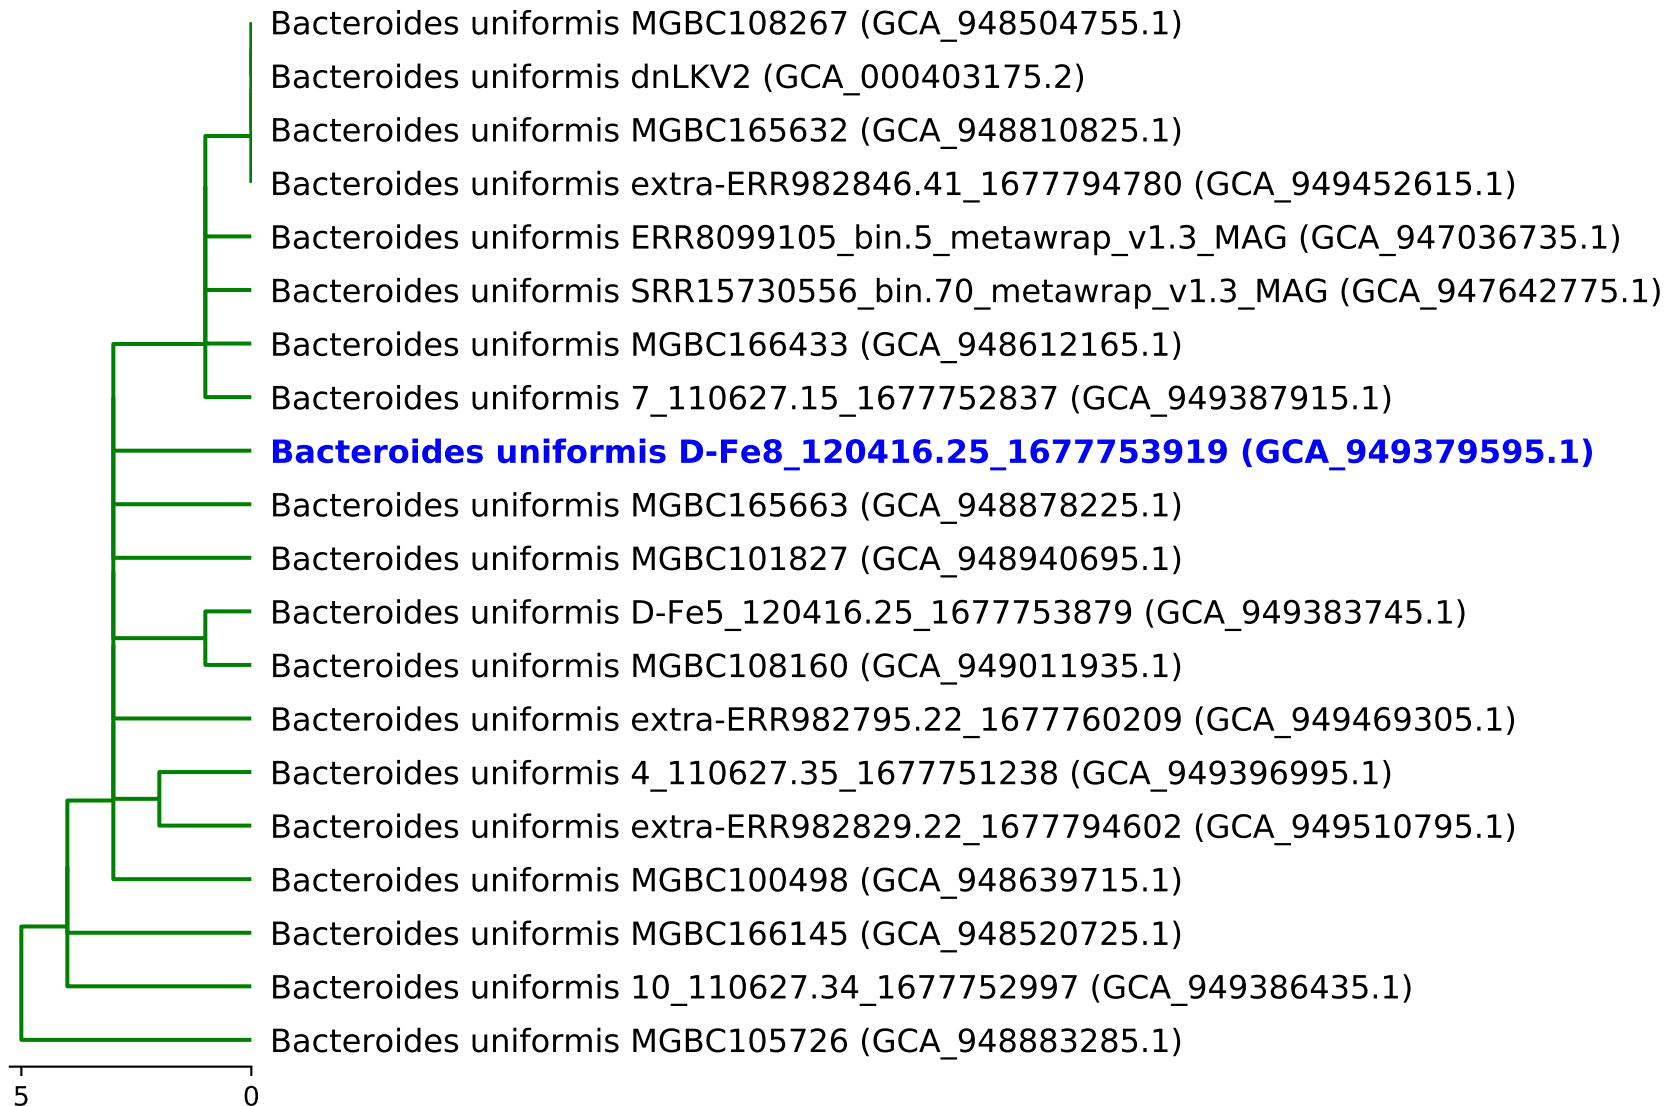 Bacteroides uniformis MGBC108267 (GCA_948504755.1)
Bacteroides uniformis dnLKV2 (GCA_000403175.2)
Bacteroides uniformis MGBC165632 (GCA_948810825.1)
Bacteroides uniformis extra-ERR982846.41_1677794780 (GCA_949452615.1)
Bacteroides uniformis ERR8099105_bin.5_metawrap_v1.3_MAG (GCA_947036735.1)
Bacteroides uniformis SRR15730556_bin.70_metawrap_v1.3_MAG (GCA_947642775.1)
Bacteroides uniformis MGBC166433 (GCA_948612165.1)
Bacteroides uniformis 7_110627.15_1677752837 (GCA_949387915.1)
Bacteroides uniformis D-Fe8_120416.25_1677753919 (GCA_949379595.1)
Bacteroides uniformis MGBC165663 (GCA_948878225.1)
Bacteroides uniformis MGBC101827 (GCA_948940695.1)
Bacteroides uniformis D-Fe5_120416.25_1677753879 (GCA_949383745.1)
Bacteroides uniformis MGBC108160 (GCA_949011935.1)
Bacteroides uniformis extra-ERR982795.22_1677760209 (GCA_949469305.1)
Bacteroides uniformis 4_110627.35_1677751238 (GCA_949396995.1)
Bacteroides uniformis extra-ERR982829.22_1677794602 (GCA_949510795.1)
Bacteroides uniformis MGBC100498 (GCA_948639715.1)
Bacteroides uniformis MGBC166145 (GCA_948520725.1)
Bacteroides uniformis 10_110627.34_1677752997 (GCA_949386435.1)
Bacteroides uniformis MGBC105726 (GCA_948883285.1)
5 0